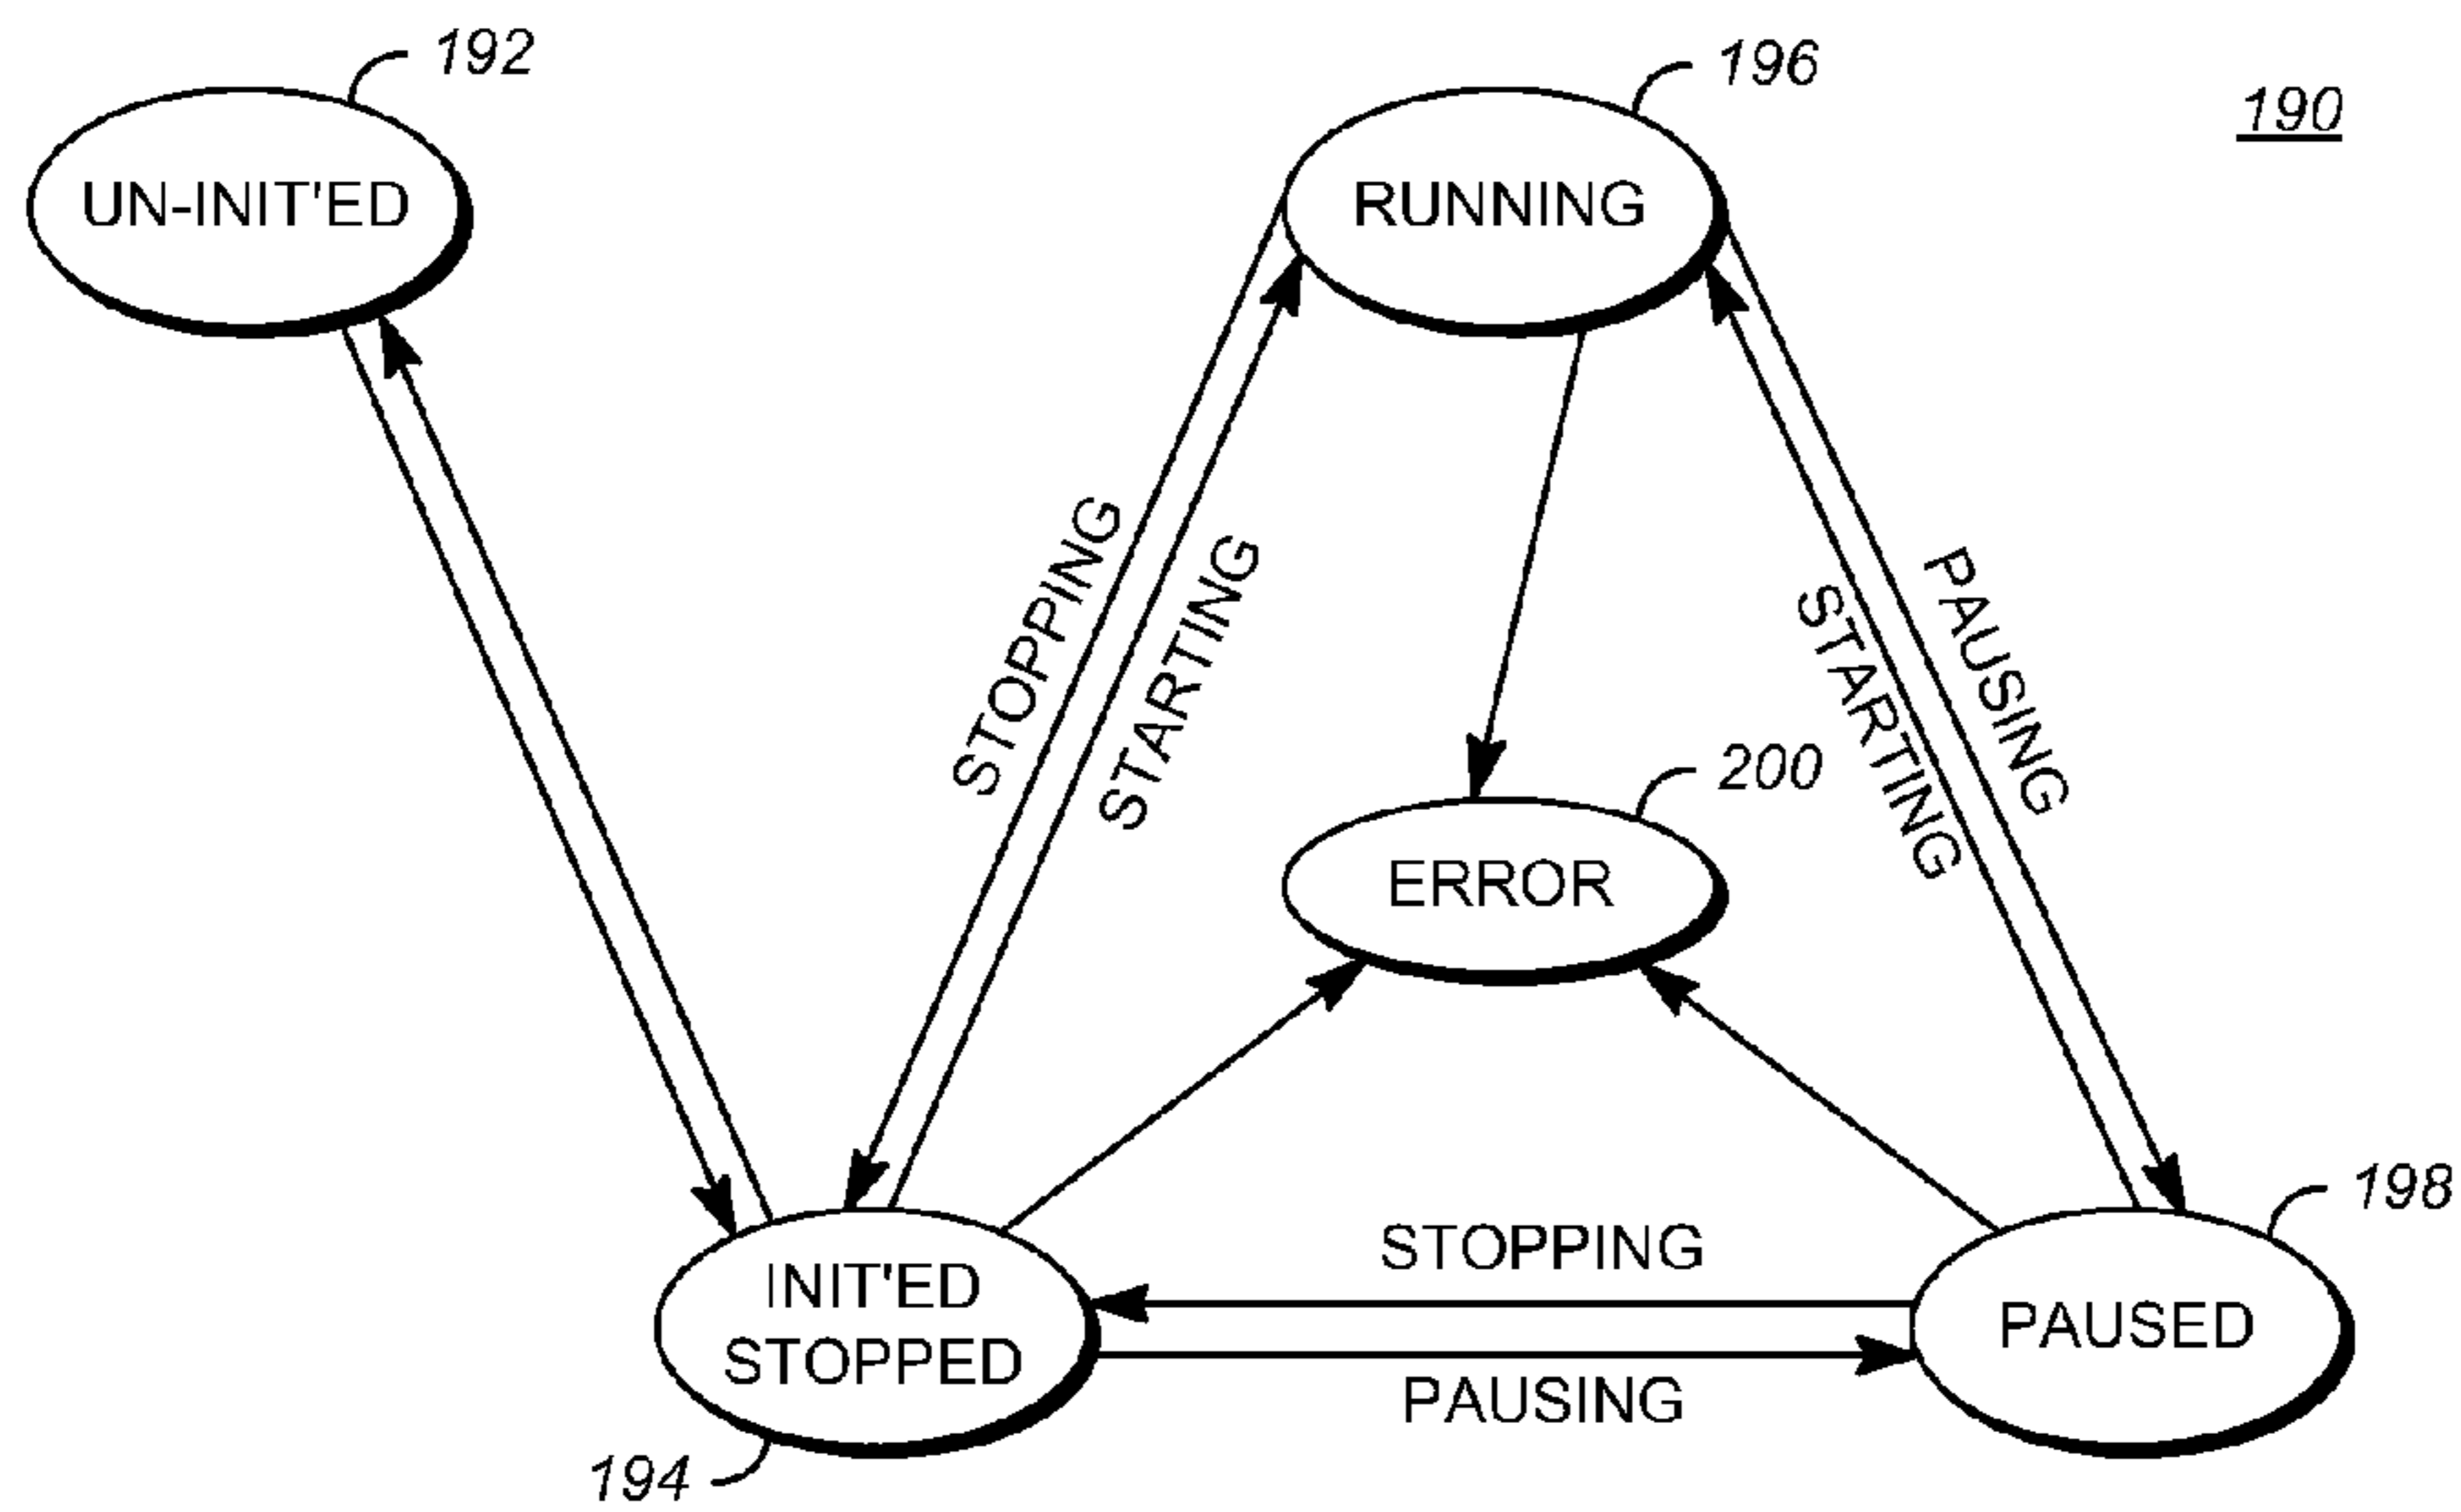 192
196
190
UN-INIT'ED
RUNNING
STOPPING
STARTING
STARTING
PAUSING
200
ERROR
198
STOPPING
INIT'ED
STOPPED
PAUSED
PAUSING
194